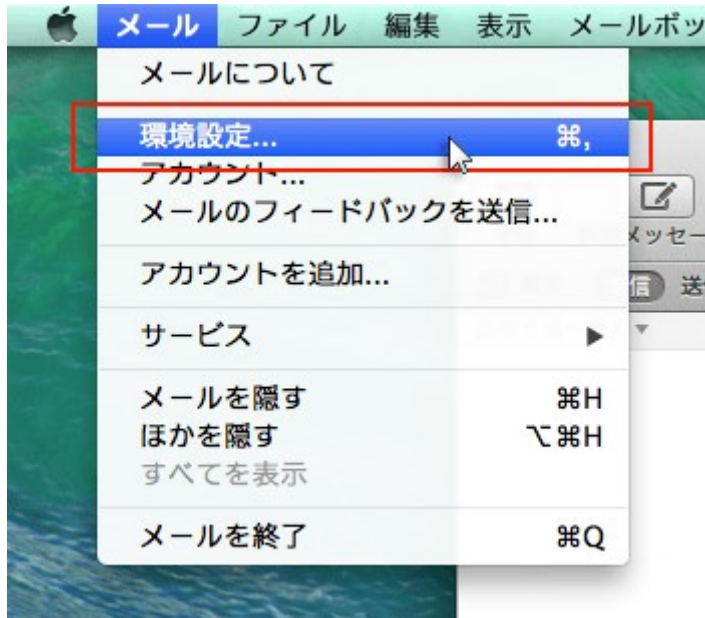 メール ファイル 編集 表示 メールボッ
メールについて
環境設定... ⌘,
アカウント...
メールのフィードバックを送信...
アカウントを追加...
サービス ▶
メールを隠す ⌘H
ほかを隠す ⌥⌘H
すべてを表示
メールを終了 ⌘Q
メッセー
信 送